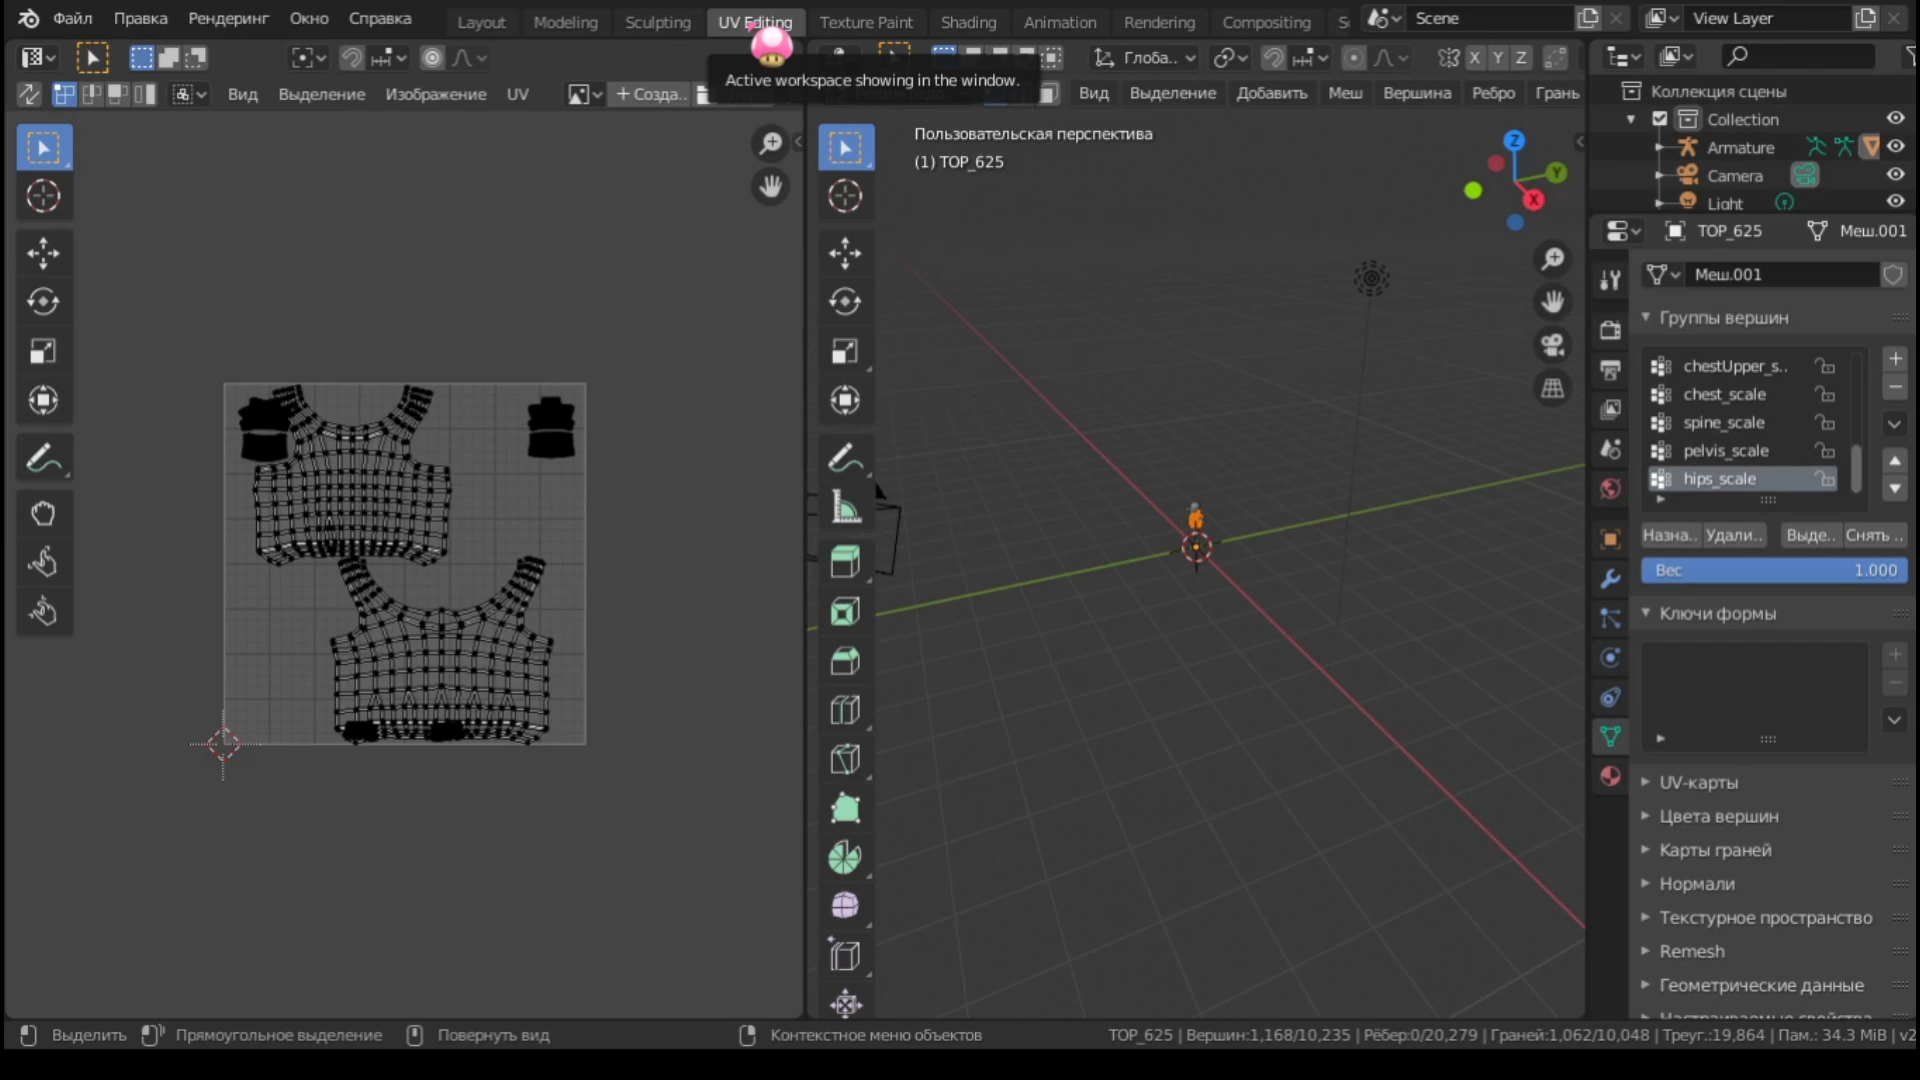 Файл Правка Рендеринг Окно Справка Layout Modeling Sculpting UV Editing Texture Paint Shading Animation Rendering Compositing Scene View Layer
Глоба.. X Y Z
Active workspace showing in the window.
Вид Выделение Изображение UV + Созда.. Вид Выделение Добавить Меш Вершина Ребро Грань
Коллекция сцены
Collection
Armature
Camera
Light
Пользовательская перспектива
(1) TOP_625
Z
Y
X
TOP_625 Меш.001
Меш.001
Группы вершин
chestUpper_s..
chest_scale
spine_scale
pelvis_scale
hips_scale
Назна.. Удали.. Выде.. Снять ..
Вес 1.000
Ключи формы
UV-карты
Цвета вершин
Карты граней
Нормали
Текстурное пространство
Remesh
Геометрические данные
Выделить Прямоугольное выделение Повернуть вид Контекстное меню объектов TOP_625 | Вершин:1,168/10,235 | Рёбер:0/20,279 | Граней:1,062/10,048 | Треуг.:19,864 | Пам.: 34.3 MiB | v2